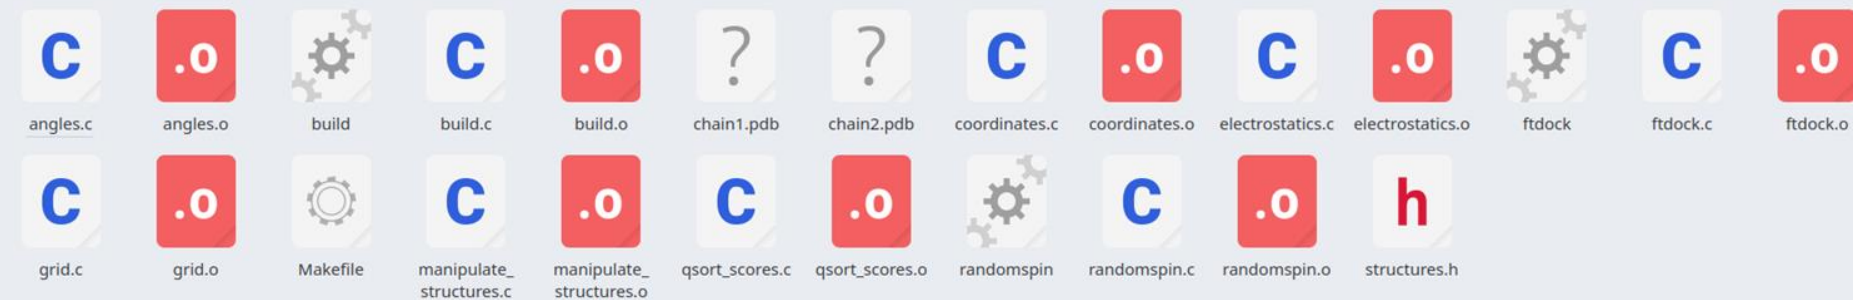 C .o C .o ? ? C .o C .o C .o
angles.c angles.o build build.c build.o chain1.pdb chain2.pdb coordinates.c coordinates.o electrostatics.c electrostatics.o ftdock ftdock.c ftdock.o
C .o C .o C .o C .o h
grid.c grid.o Makefile manipulate_ manipulate_ qsort_scores.c qsort_scores.o randomspin randomspin.c randomspin.o structures.h
structures.c structures.o